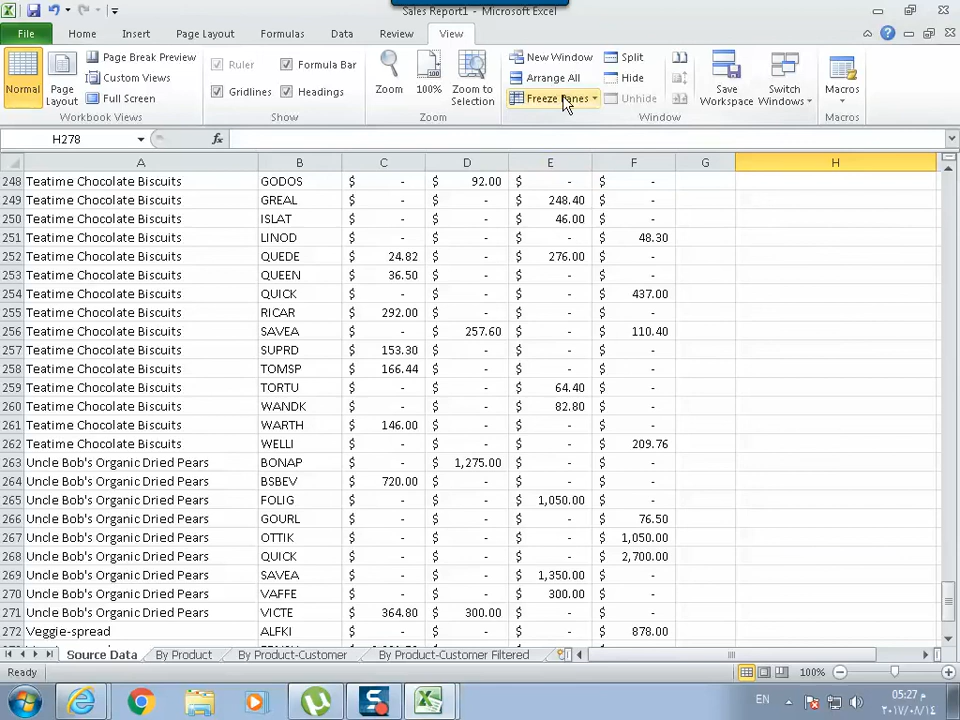 Sales Report1 - Microsoft Excel
File Home Insert Page Layout Formulas Data Review View
Normal
Page Layout
Page Break Preview
Custom Views
Full Screen
Workbook Views
Ruler
Formula Bar
Gridlines
Headings
Show
Zoom
100%
Zoom to Selection
Zoom
New Window
Arrange All
Freeze Panes
Split
Hide
Unhide
Save Workspace
Switch Windows
Window
Macros
Macros
H278
fx
A B C D E F G H
248 Teatime Chocolate Biscuits GODOS $ - $ 92.00 $ - $ -
249 Teatime Chocolate Biscuits GREAL $ - $ - $ 248.40 $ -
250 Teatime Chocolate Biscuits ISLAT $ - $ - $ 46.00 $ -
251 Teatime Chocolate Biscuits LINOD $ - $ - $ - $ 48.30
252 Teatime Chocolate Biscuits QUEDE $ 24.82 $ - $ 276.00 $ -
253 Teatime Chocolate Biscuits QUEEN $ 36.50 $ - $ - $ -
254 Teatime Chocolate Biscuits QUICK $ - $ - $ - $ 437.00
255 Teatime Chocolate Biscuits RICAR $ 292.00 $ - $ - $ -
256 Teatime Chocolate Biscuits SAVEA $ - $ 257.60 $ - $ 110.40
257 Teatime Chocolate Biscuits SUPRD $ 153.30 $ - $ - $ -
258 Teatime Chocolate Biscuits TOMSP $ 166.44 $ - $ - $ -
259 Teatime Chocolate Biscuits TORTU $ - $ - $ 64.40 $ -
260 Teatime Chocolate Biscuits WANDK $ - $ - $ 82.80 $ -
261 Teatime Chocolate Biscuits WARTH $ 146.00 $ - $ - $ -
262 Teatime Chocolate Biscuits WELLI $ - $ - $ - $ 209.76
263 Uncle Bob's Organic Dried Pears BONAP $ - $ 1,275.00 $ - $ -
264 Uncle Bob's Organic Dried Pears BSBEV $ 720.00 $ - $ - $ -
265 Uncle Bob's Organic Dried Pears FOLIG $ - $ - $ 1,050.00 $ -
266 Uncle Bob's Organic Dried Pears GOURL $ - $ - $ - $ 76.50
267 Uncle Bob's Organic Dried Pears OTTIK $ - $ - $ - $ 1,050.00
268 Uncle Bob's Organic Dried Pears QUICK $ - $ - $ - $ 2,700.00
269 Uncle Bob's Organic Dried Pears SAVEA $ - $ - $ 1,350.00 $ -
270 Uncle Bob's Organic Dried Pears VAFFE $ - $ - $ 300.00 $ -
271 Uncle Bob's Organic Dried Pears VICTE $ 364.80 $ 300.00 $ - $ -
272 Veggie-spread ALFKI $ - $ - $ - $ 878.00
Source Data By Product By Product-Customer By Product-Customer Filtered
Ready 100%
EN
05:27 م
٢٠١٧/٠٨/١٤